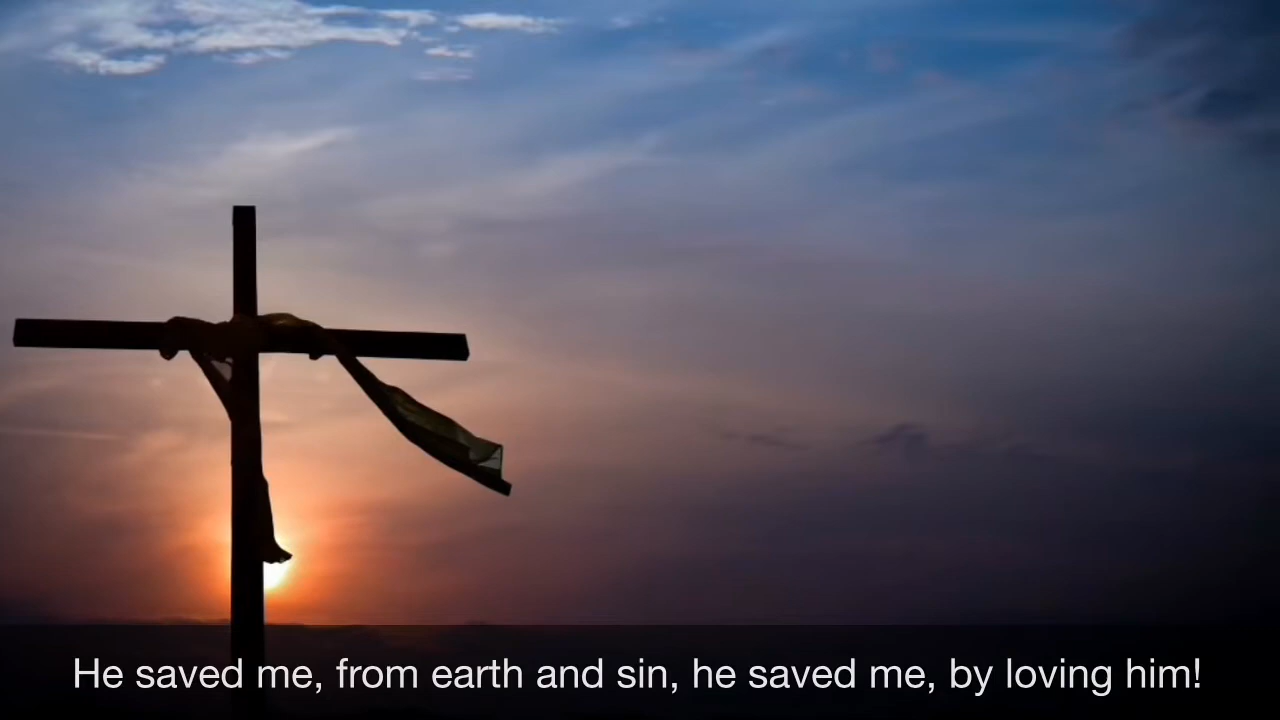 He saved me, from earth and sin, he saved me, by loving him!